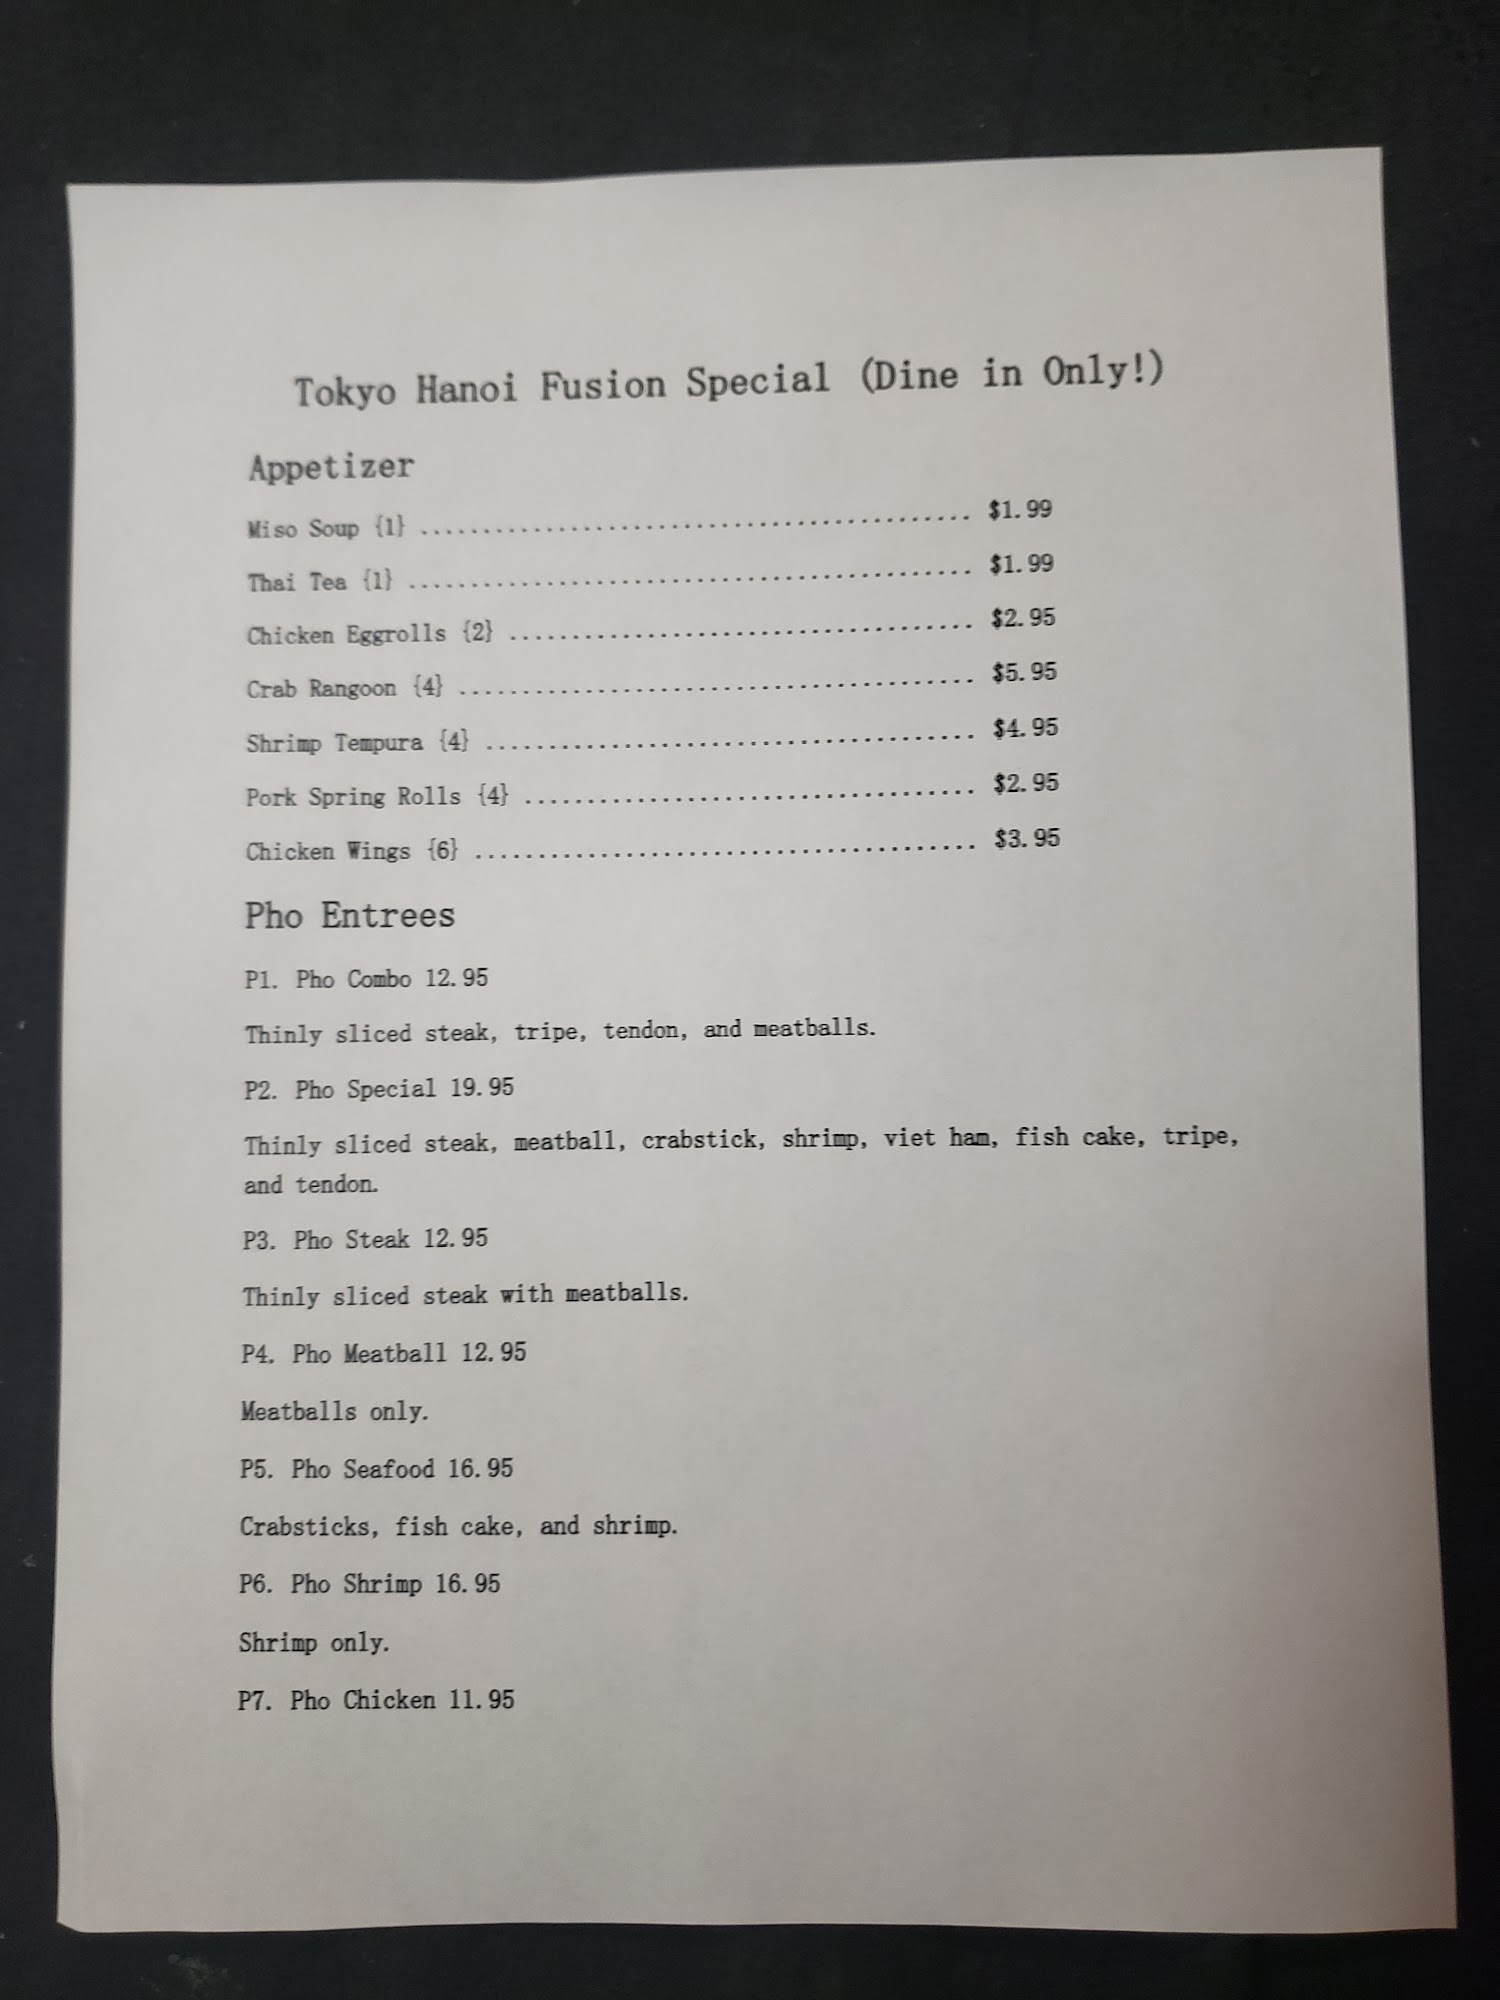 Tokyo Hanoi Fusion Special (Dine in Only!)
Appetizer
Miso Soup {1} ........................................... $1.99
Thai Tea {1} ............................................ $1.99
Chicken Eggrolls {2} .................................... $2.95
Crab Rangoon {4} ........................................ $5.95
Shrimp Tempura {4} ...................................... $4.95
Pork Spring Rolls {4} ................................... $2.95
Chicken Wings {6} ....................................... $3.95
Pho Entrees
P1. Pho Combo 12.95
Thinly sliced steak, tripe, tendon, and meatballs.
P2. Pho Special 19.95
Thinly sliced steak, meatball, crabstick, shrimp, viet ham, fish cake, tripe,
and tendon.
P3. Pho Steak 12.95
Thinly sliced steak with meatballs.
P4. Pho Meatball 12.95
Meatballs only.
P5. Pho Seafood 16.95
Crabsticks, fish cake, and shrimp.
P6. Pho Shrimp 16.95
Shrimp only.
P7. Pho Chicken 11.95